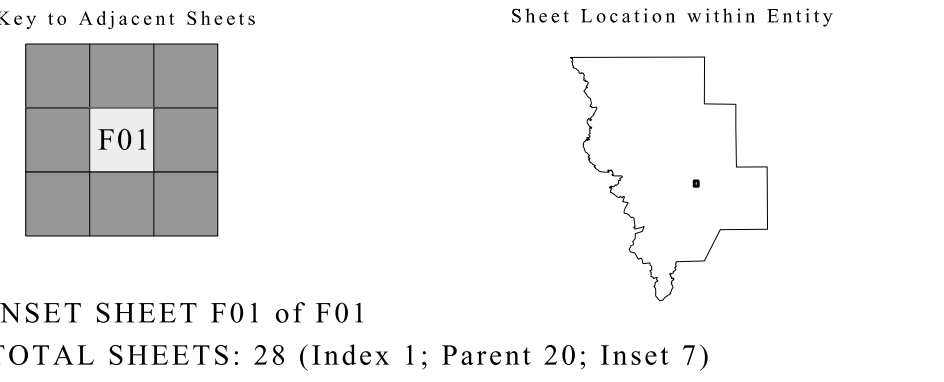 Key to Adjacent Sheets
Sheet Location within Entity
F01
NSET SHEET F01 of F01
TOTAL SHEETS: 28 (Index 1; Parent 20; Inset 7)